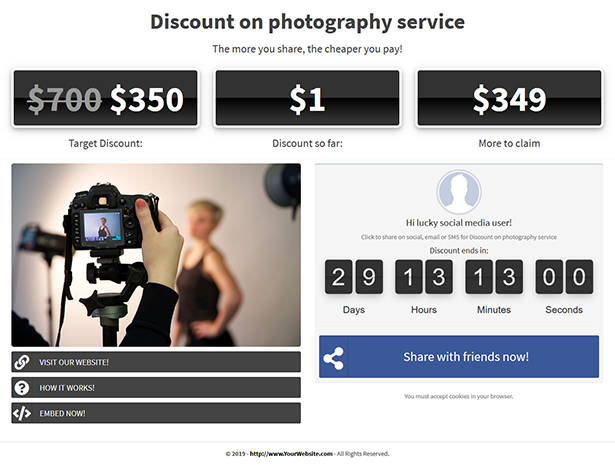 Discount on photography service
The more you share, the cheaper you pay!
$700 $350
$1
$349
Target Discount:
Discount so far:
More to claim
Hi lucky social media user!
Click to share on social, email or SMS for Discount on photography service
Discount ends in:
29 13 13 00
Days Hours Minutes Seconds
Share with friends now!
You must accept cookies in your browser.
VISIT OUR WEBSITE!
HOW IT WORKS!
EMBED NOW!
© 2019 - http://www.YourWebsite.com - All Rights Reserved.